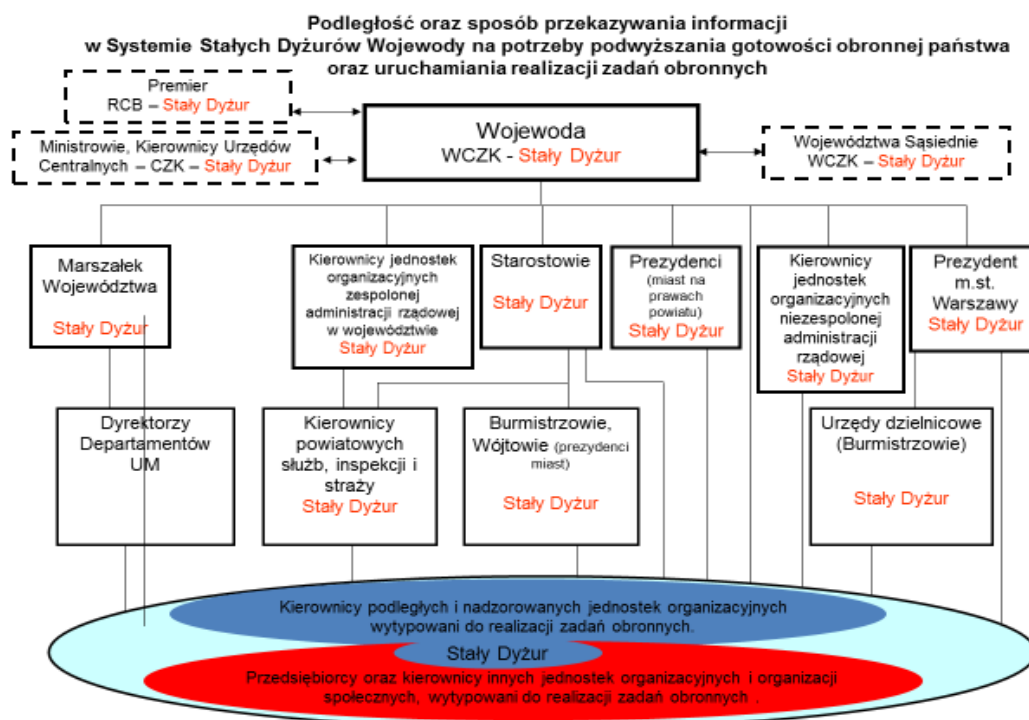 Podległość oraz sposób przekazywania informacji
w Systemie Stałych Dyżurów Wojewody na potrzeby podwyższania gotowości obronnej państwa
oraz uruchamiania realizacji zadań obronnych
Premier
RCB – Stały Dyżur
Ministrowie, Kierownicy Urzędów
Centralnych – CZK – Stały Dyżur
Wojewoda
WCZK - Stały Dyżur
Województwa Sąsiednie
WCZK – Stały Dyżur
Marszałek
Województwa
Stały Dyżur
Kierownicy jednostek
organizacyjnych
zespolonej
administracji rządowej
w województwie
Stały Dyżur
Starostowie
Stały Dyżur
Prezydenci
(miast na
prawach
powiatu)
Stały Dyżur
Kierownicy
jednostek
organizacyjnych
niezespolonej
administracji
rządowej
Stały Dyżur
Prezydent
m.st.
Warszawy
Stały Dyżur
Dyrektorzy
Departamentów
UM
Kierownicy
powiatowych
służb, inspekcji i
straży
Stały Dyżur
Burmistrzowie,
Wójtowie (prezydenci
miast)
Stały Dyżur
Urzędy dzielnicowe
(Burmistrzowie)
Stały Dyżur
Kierownicy podległych i nadzorowanych jednostek organizacyjnych
wytypowani do realizacji zadań obronnych.
Stały Dyżur
Przedsiębiorcy oraz kierownicy innych jednostek organizacyjnych i organizacji
społecznych, wytypowani do realizacji zadań obronnych .